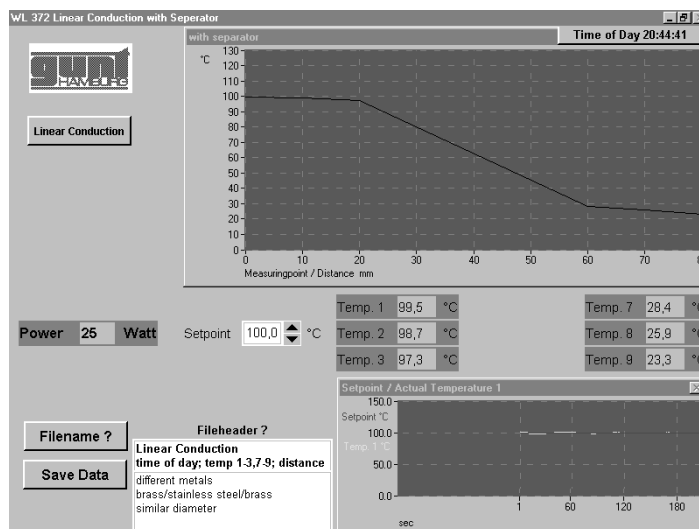 WL 372 Linear Conduction with Seperator
with separator
Time of Day 20:44:41
gunt
HAMBURG
Linear Conduction
°C
130
120
110
100
90
80
70
60
50
40
30
20
10
0
0 10 20 30 40 50 60 70 8
Measuringpoint / Distance mm
Power 25 Watt
Setpoint 100,0 °C
Temp. 1 99,5 °C
Temp. 2 98,7 °C
Temp. 3 97,3 °C
Temp. 7 28,4 °C
Temp. 8 25,9 °C
Temp. 9 23,3 °C
Setpoint / Actual Temperature 1
150.0
Setpoint °C
100.0
Temp. 1 °C
50.0
0.0
1 60 120 180
sec
Filename ?
Save Data
Fileheader ?
Linear Conduction
time of day; temp 1-3,7-9; distance
different metals
brass/stainless steel/brass
similar diameter